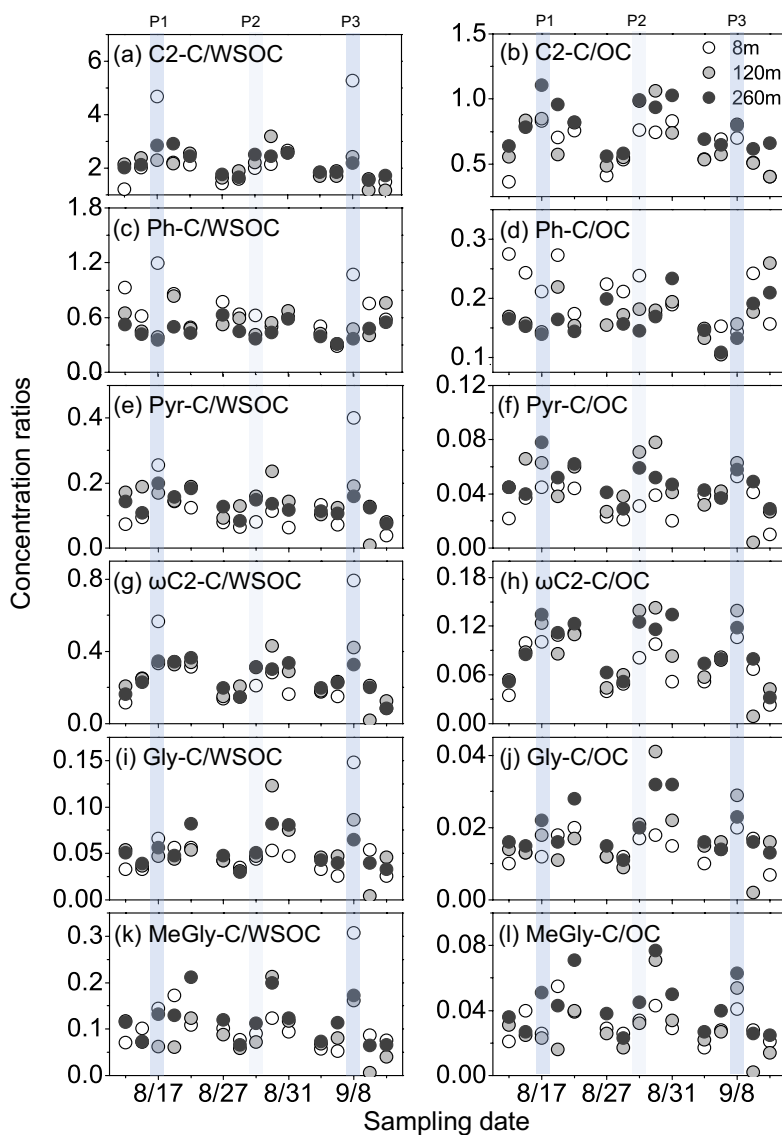 P1 P2 P3 P1 P2 P3
(a) C2-C/WSOC
6
4
2
0
(b) C2-C/OC
8m
120m
260m
1.5
1.0
0.5
(c) Ph-C/WSOC
1.8
1.2
0.6
0.0
(d) Ph-C/OC
0.3
0.2
0.1
(e) Pyr-C/WSOC
0.4
0.2
0.0
(f) Pyr-C/OC
0.12
0.08
0.04
0.00
(g) ωC2-C/WSOC
0.8
0.4
0.0
(h) ωC2-C/OC
0.18
0.12
0.06
0.00
(i) Gly-C/WSOC
0.15
0.10
0.05
0.00
(j) Gly-C/OC
0.04
0.02
0.00
(k) MeGly-C/WSOC
0.3
0.2
0.1
0.0
(l) MeGly-C/OC
0.08
0.04
0.00
8/17 8/27 8/31 9/8
8/17 8/27 8/31 9/8
Concentration ratios
Sampling date